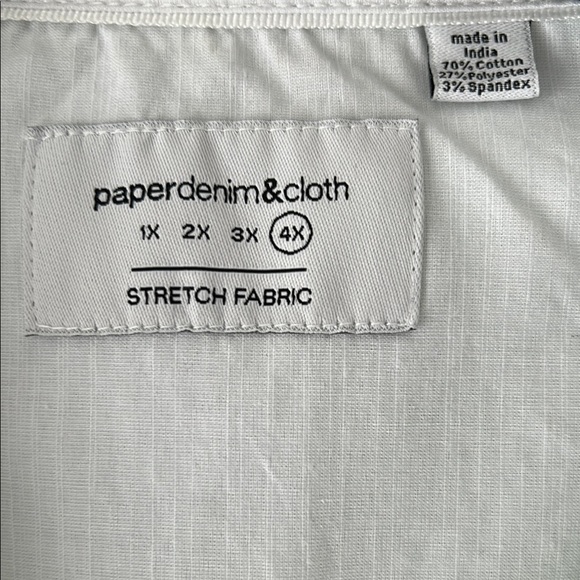 made in
India
70% Cotton
27% Polyester
3% Spandex
paperdenim&cloth
1X 2X 3X 4X
STRETCH FABRIC